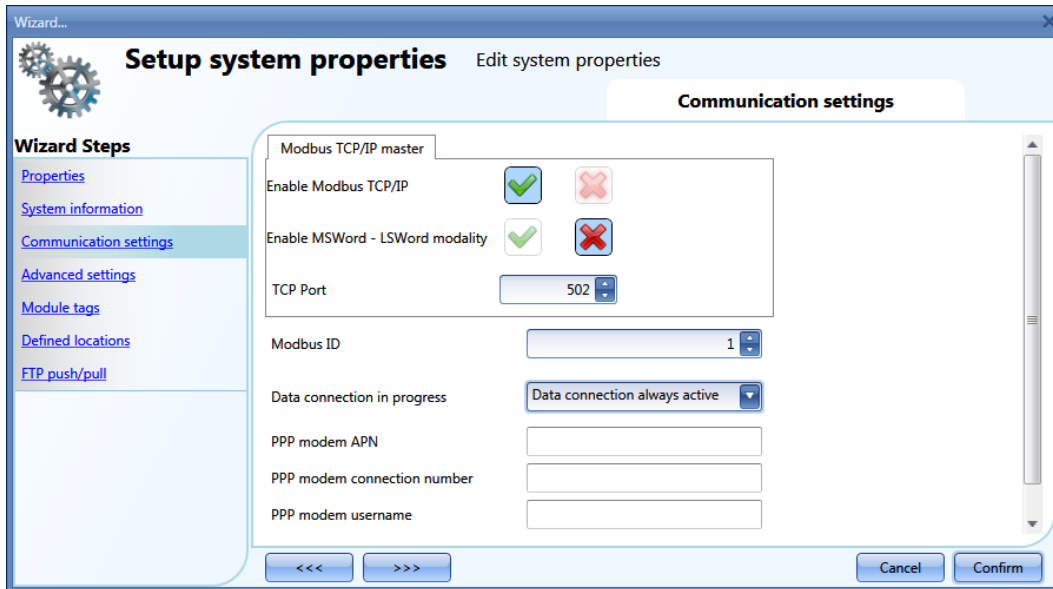 Wizard...
Setup system properties Edit system properties
Communication settings
Wizard Steps
Properties
System information
Communication settings
Advanced settings
Module tags
Defined locations
FTP push/pull
Modbus TCP/IP master
Enable Modbus TCP/IP
Enable MSWord - LSWord modality
TCP Port 502
Modbus ID 1
Data connection in progress Data connection always active
PPP modem APN
PPP modem connection number
PPP modem username
<<< >>> Cancel Confirm